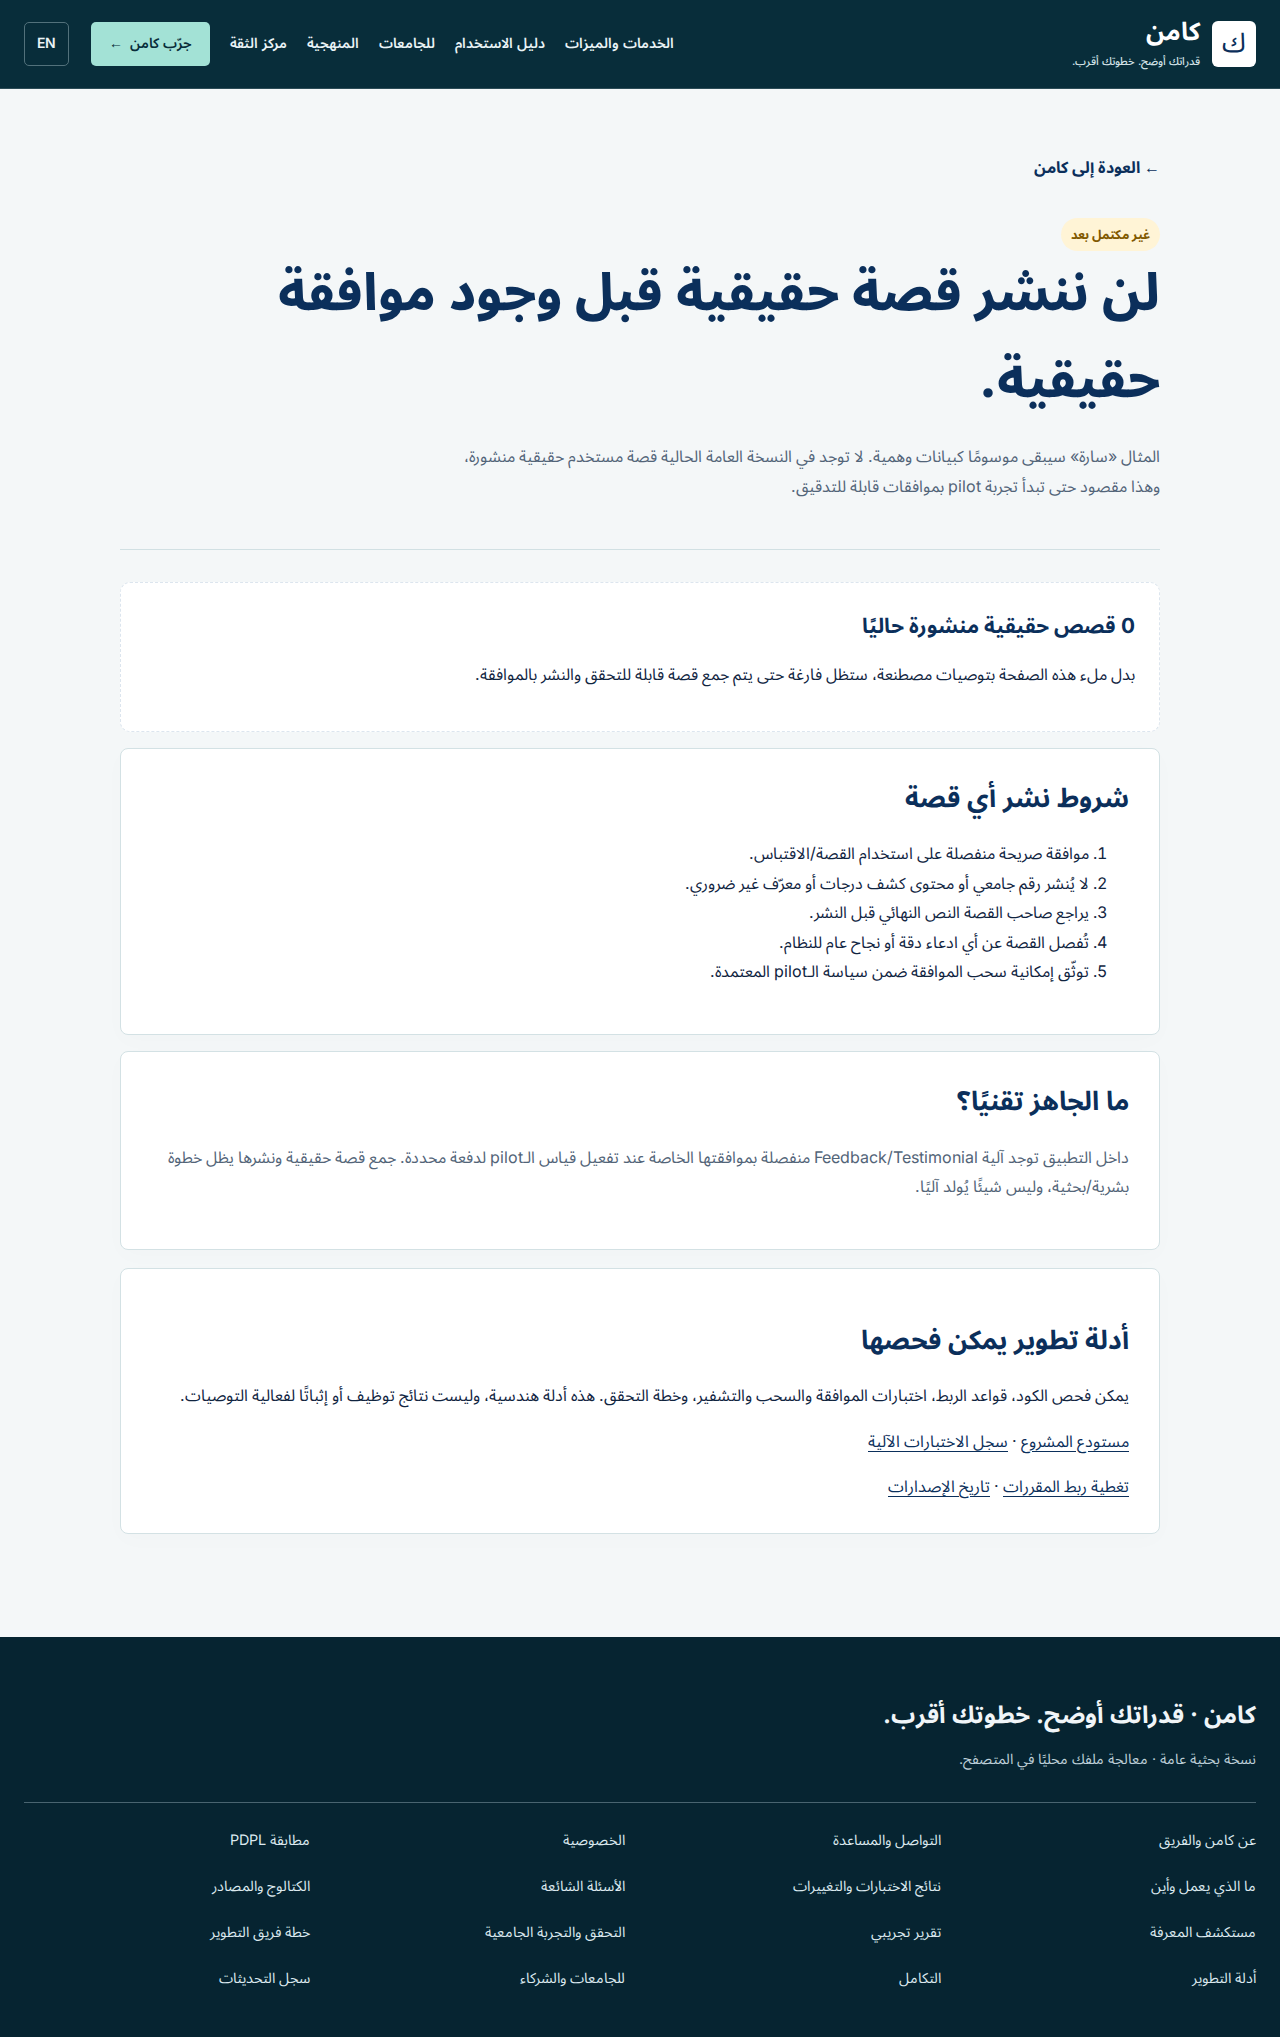 ك
كامن
قدراتك أوضح. خطوتك أقرب.
الخدمات والميزات
دليل الاستخدام
للجامعات
المنهجية
مركز الثقة
جرّب كامن ←
EN
← العودة إلى كامن
غير مكتمل بعد
لن ننشر قصة حقيقية قبل وجود موافقة
حقيقية.
المثال «سارة» سيبقى موسومًا كبيانات وهمية. لا توجد في النسخة العامة الحالية قصة مستخدم حقيقية منشورة،
وهذا مقصود حتى تبدأ تجربة pilot بموافقات قابلة للتدقيق.
0 قصص حقيقية منشورة حاليًا
بدل ملء هذه الصفحة بتوصيات مصطنعة، ستظل فارغة حتى يتم جمع قصة قابلة للتحقق والنشر بالموافقة.
شروط نشر أي قصة
1. موافقة صريحة منفصلة على استخدام القصة/الاقتباس.
2. لا يُنشر رقم جامعي أو محتوى كشف درجات أو معرّف غير ضروري.
3. يراجع صاحب القصة النص النهائي قبل النشر.
4. تُفصل القصة عن أي ادعاء دقة أو نجاح عام للنظام.
5. توثّق إمكانية سحب الموافقة ضمن سياسة الـpilot المعتمدة.
ما الجاهز تقنيًا؟
داخل التطبيق توجد آلية Feedback/Testimonial منفصلة بموافقتها الخاصة عند تفعيل قياس الـpilot لدفعة محددة. جمع قصة حقيقية ونشرها يظل خطوة
بشرية/بحثية، وليس شيئًا يُولد آليًا.
أدلة تطوير يمكن فحصها
يمكن فحص الكود، قواعد الربط، اختبارات الموافقة والسحب والتشفير، وخطة التحقق. هذه أدلة هندسية، وليست نتائج توظيف أو إثباتًا لفعالية التوصيات.
مستودع المشروع · سجل الاختبارات الآلية
تغطية ربط المقررات · تاريخ الإصدارات
كامن · قدراتك أوضح. خطوتك أقرب.
نسخة بحثية عامة · معالجة ملفك محليًا في المتصفح.
عن كامن والفريق
التواصل والمساعدة
الخصوصية
مطابقة PDPL
ما الذي يعمل وأين
نتائج الاختبارات والتغييرات
الأسئلة الشائعة
الكتالوج والمصادر
مستكشف المعرفة
تقرير تجريبي
التحقق والتجربة الجامعية
خطة فريق التطوير
أدلة التطوير
التكامل
للجامعات والشركاء
سجل التحديثات